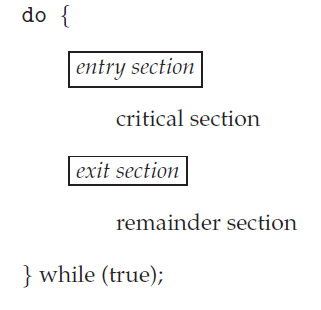 do {
entry section
critical section
exit section
remainder section
} while (true);